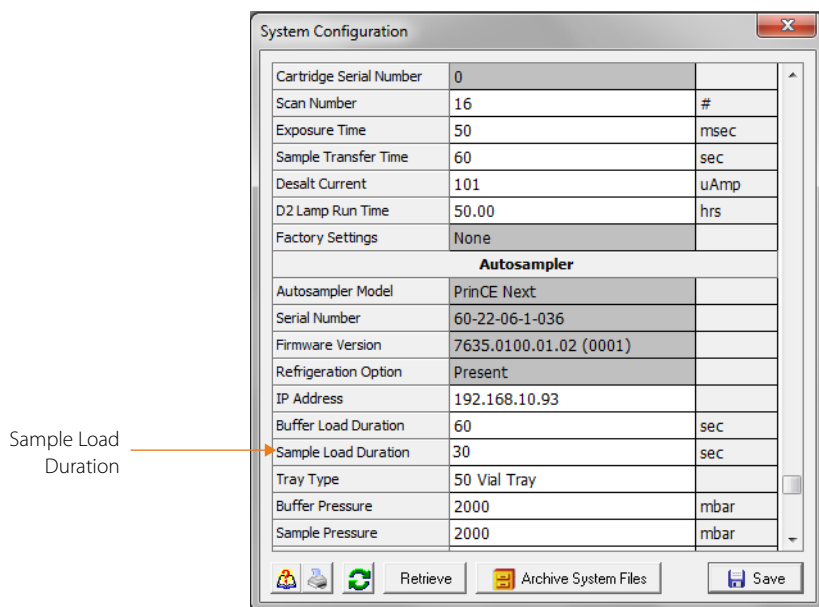 System Configuration
Cartridge Serial Number 0
Scan Number 16 #
Exposure Time 50 msec
Sample Transfer Time 60 sec
Desalt Current 101 uAmp
D2 Lamp Run Time 50.00 hrs
Factory Settings None
Autosampler
Autosampler Model PrinCE Next
Serial Number 60-22-06-1-036
Firmware Version 7635.0100.01.02 (0001)
Refrigeration Option Present
IP Address 192.168.10.93
Buffer Load Duration 60 sec
Sample Load Duration 30 sec
Tray Type 50 Vial Tray
Buffer Pressure 2000 mbar
Sample Pressure 2000 mbar
Retrieve Archive System Files Save
Sample Load
Duration